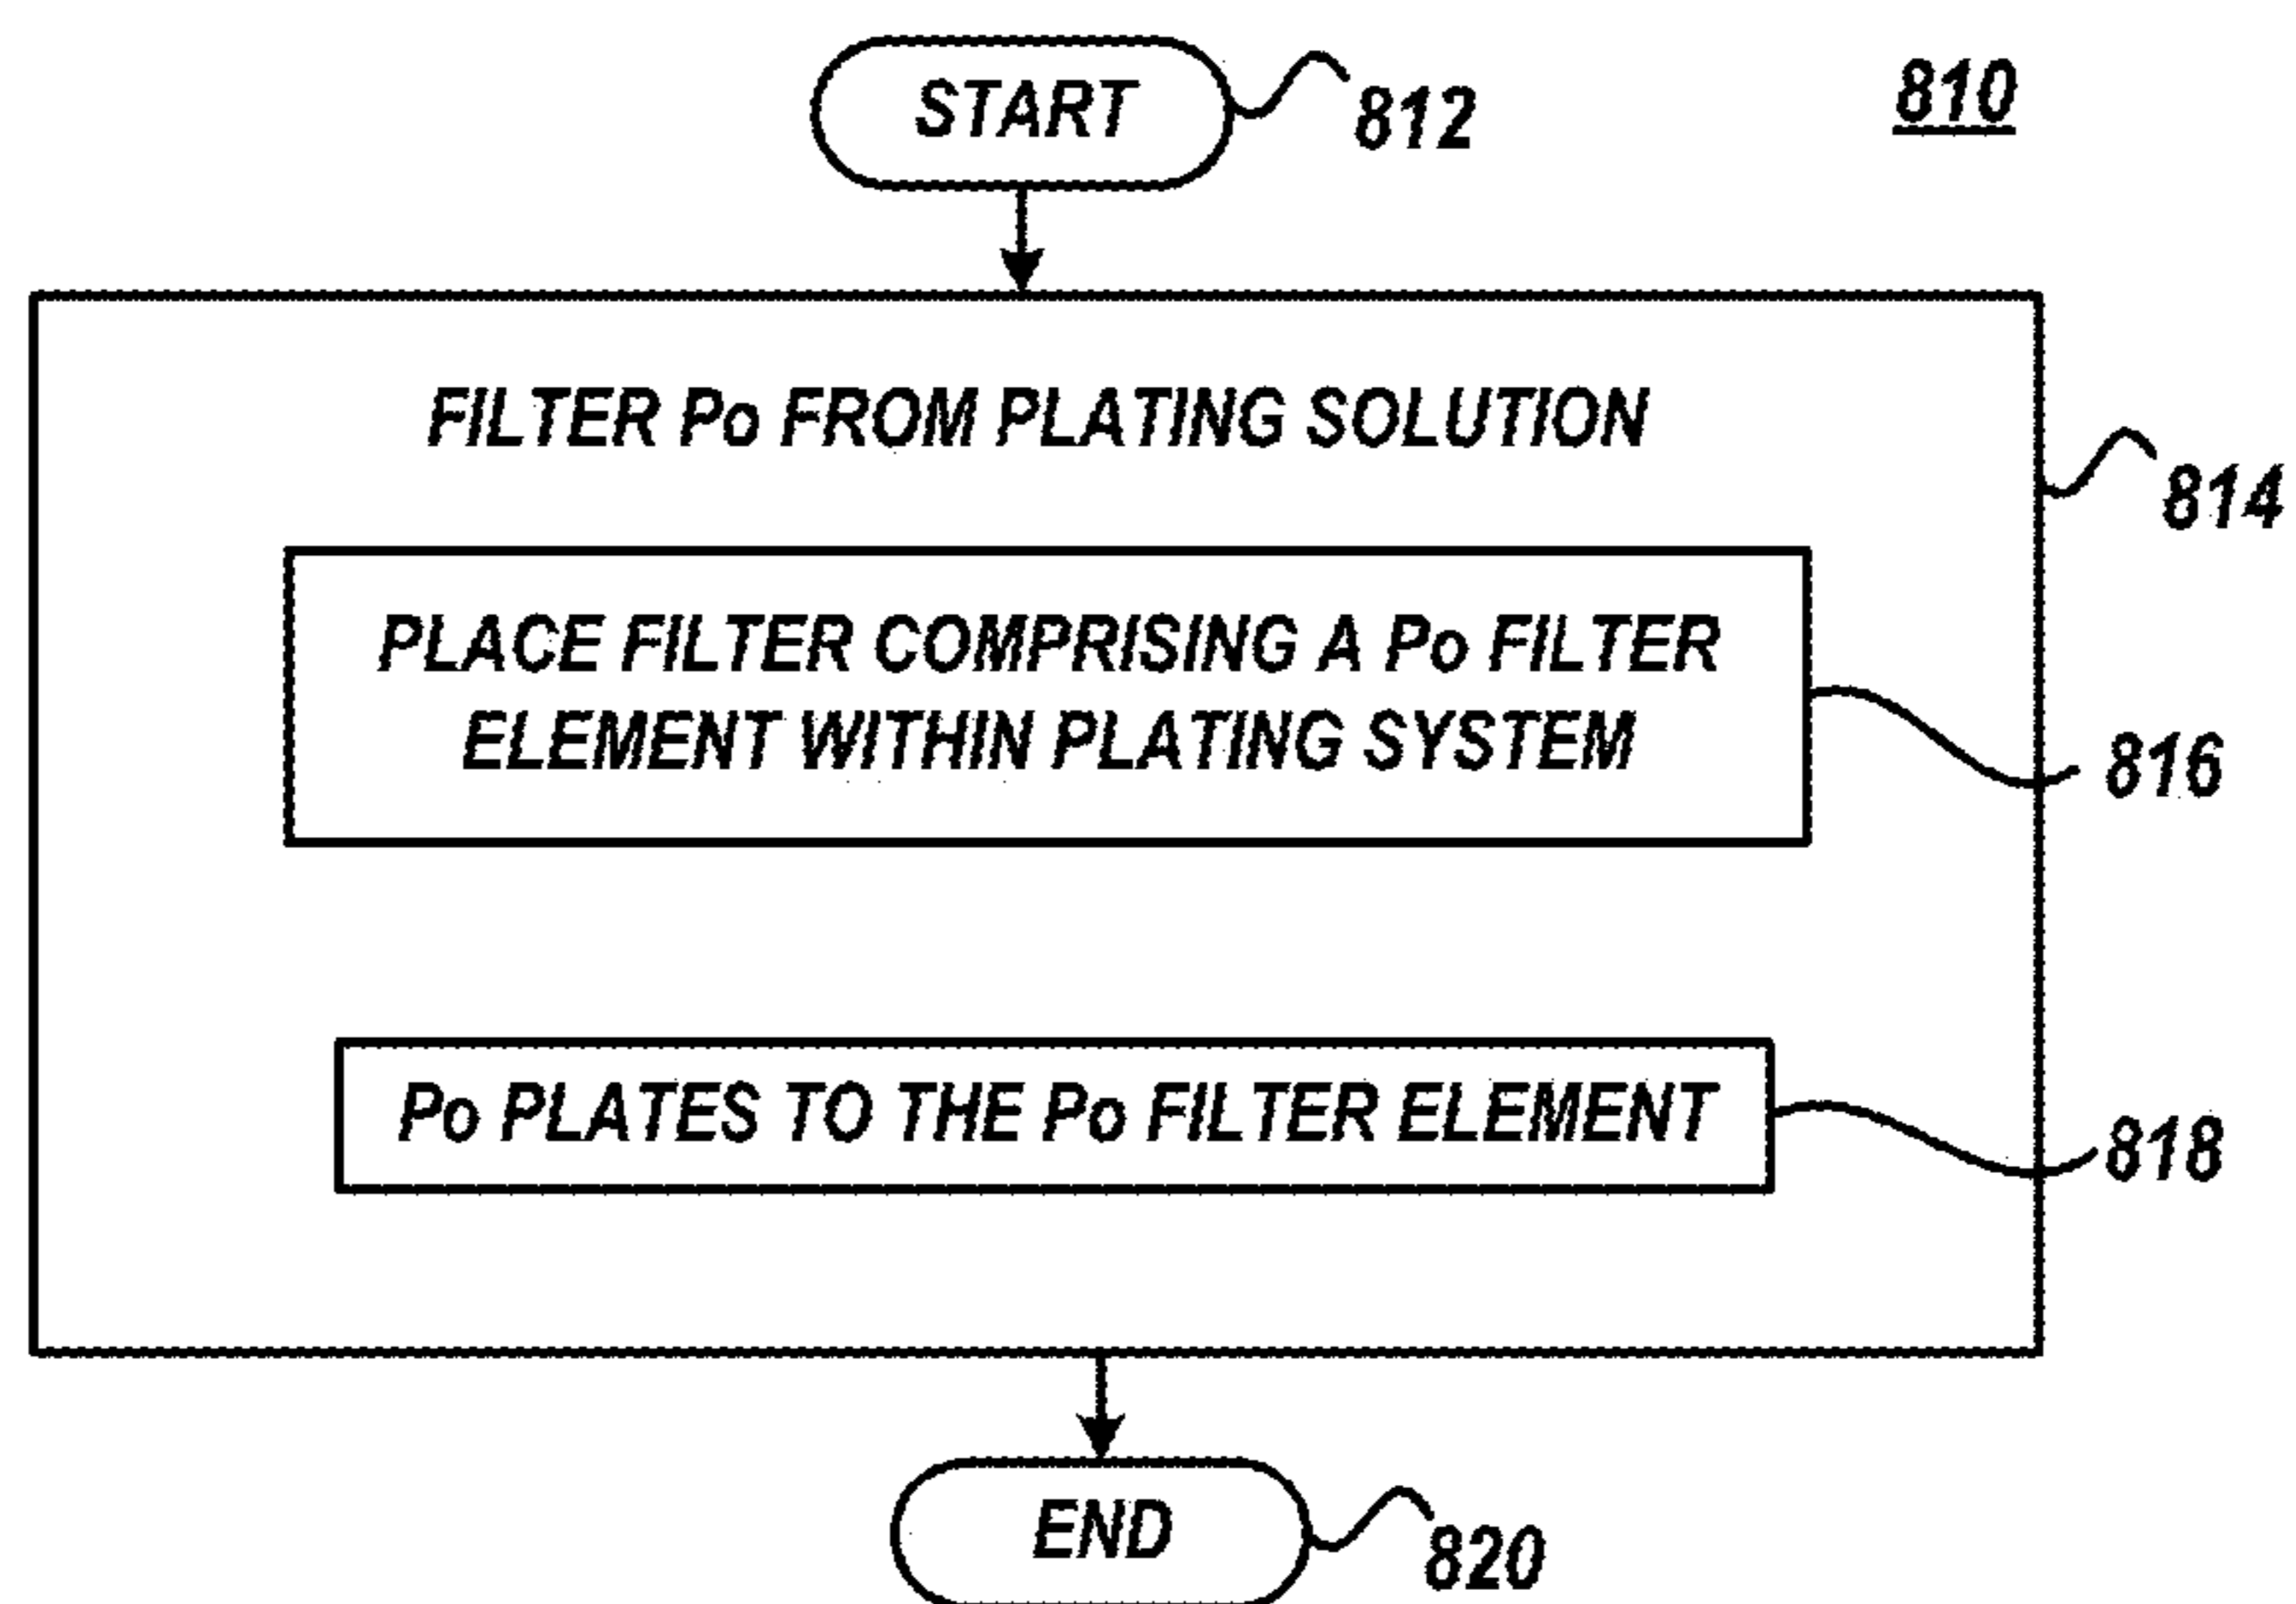 START
812
810
FILTER Po FROM PLATING SOLUTION
814
PLACE FILTER COMPRISING A Po FILTER
ELEMENT WITHIN PLATING SYSTEM
816
Po PLATES TO THE Po FILTER ELEMENT
818
END
820